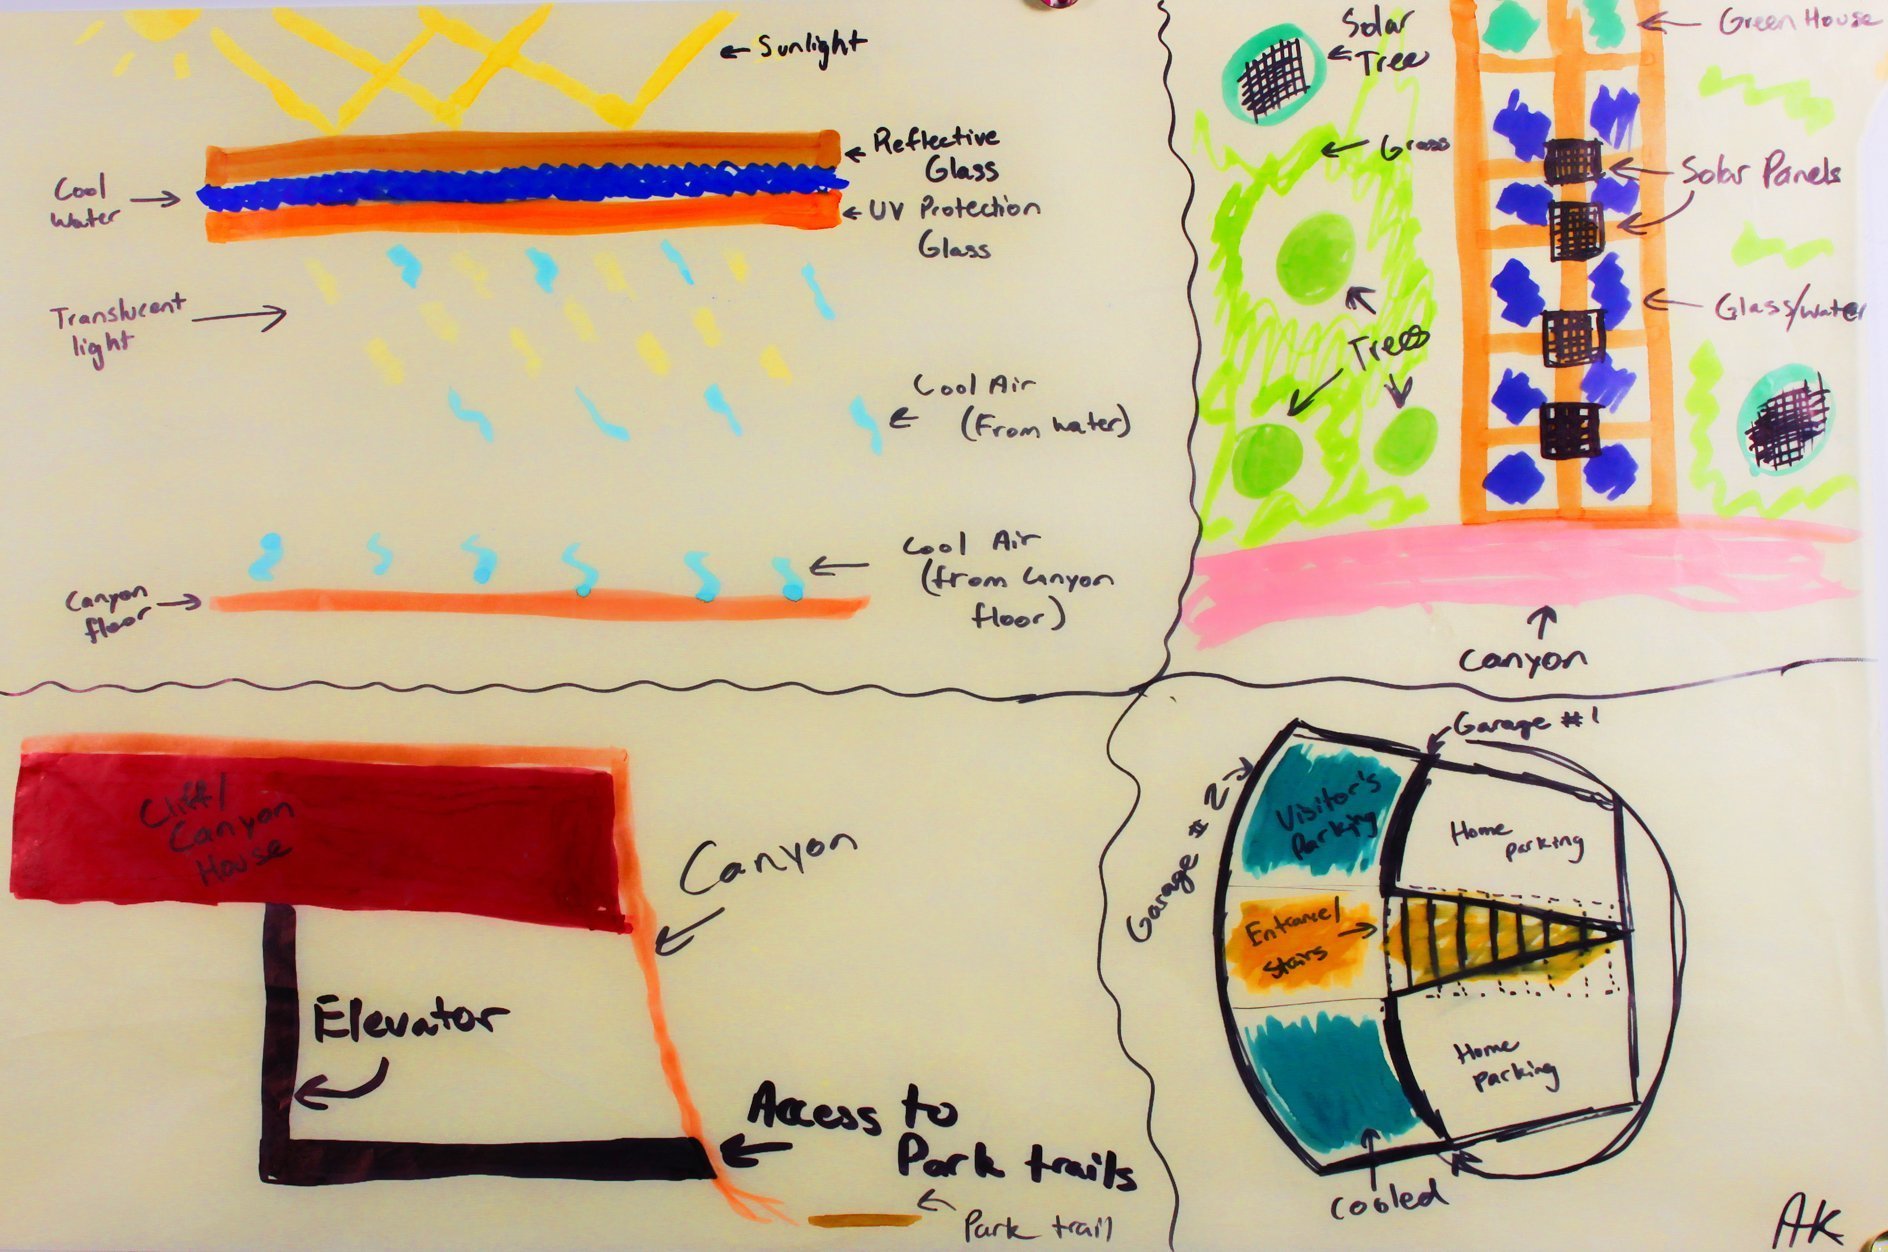 Sunlight
Reflective
Glass
Cool
water
UV Protection
Glass
Translucent
light
Cool Air
(From water)
Cool Air
(from canyon
floor)
Canyon
floor
Solar
Tree
Grass
Trees
Green House
Solar Panels
Glass/water
Canyon
Cliff/
Canyon
House
Canyon
Elevator
Access to
Park trails
Park trail
Garage #1
Garage #2
Visitor's
Parking
Home
parking
Entrance/
Stairs
Home
parking
Cooled
AK